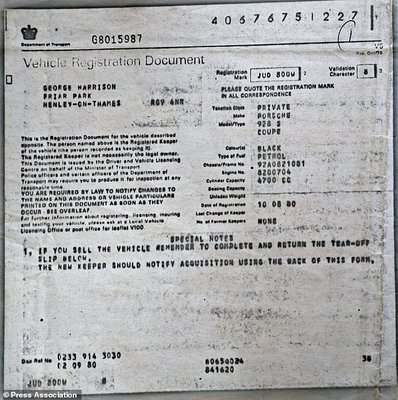 40676751227
Department of Transport G8015987
Vehicle Registration Document
Registration Mark JUD 800W Validation Character 8
GEORGE HARRISON
FRIAR PARK
HENLEY-ON-THAMES RG9
PLEASE QUOTE THE REGISTRATION MARK
IN ALL CORRESPONDENCE
Taxation Class PRIVATE
Make PORSCHE
Model/Type 928 S
COUPE
Colour(s) BLACK
Type of Fuel PETROL
Chassis/Frame No 92A0821081
Engine No 8200704
Cylinder Capacity 4700 CC
Seating Capacity
Unladen Weight
Date of Registration 10 08 80
Last Change of Keeper
No. of Former Keepers NONE
This is the Registration Document for the vehicle described
opposite. The person named above is the Registered Keeper
of the vehicle (the person recorded as keeping it).
The Registered Keeper is not necessarily the legal owner.
This Document is issued by the Driver and Vehicle Licensing
Centre on behalf of the Minister of Transport.
Police officers and certain officers of the Department of
Transport may require you to produce it for inspection at any
reasonable time.
YOU ARE REQUIRED BY LAW TO NOTIFY CHANGES TO
THE NAME AND ADDRESS OR VEHICLE PARTICULARS
PRINTED ON THIS DOCUMENT AS SOON AS THEY
OCCUR - SEE OVERLEAF.
For further information about registering, licensing, insuring
and testing your vehicle, please ask at a Local Vehicle
Licensing Office or post office for leaflet V100
SPECIAL NOTES
1. IF YOU SELL THE VEHICLE REMEMBER TO COMPLETE AND RETURN THE TEAR-OFF
SLIP BELOW,
THE NEW KEEPER SHOULD NOTIFY ACQUISITION USING THE BACK OF THIS FORM.
Doc Ref No 0233 914 3030
02 09 80
80636024 38
841620
JUD 800W 8
© Press Association